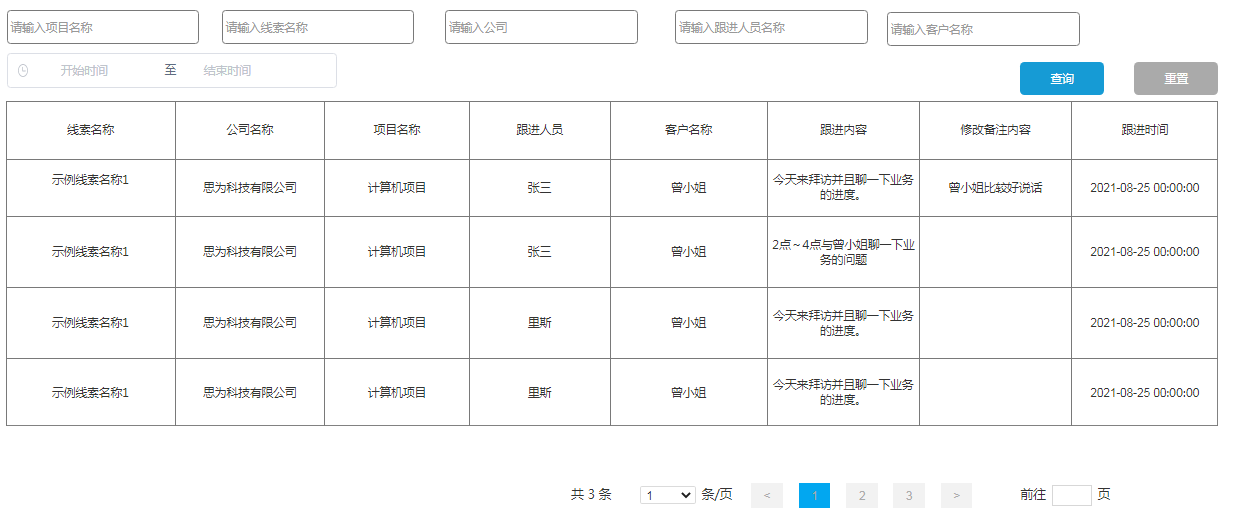 请输入项目名称 请输入线索名称 请输入公司 请输入跟进人员名称 请输入客户名称
开始时间 至 结束时间 查询 重置
线索名称 公司名称 项目名称 跟进人员 客户名称 跟进内容 修改备注内容 跟进时间
示例线索名称1 思为科技有限公司 计算机项目 张三 曾小姐 今天来拜访并且聊一下业务 曾小姐比较好说话 2021-08-25 00:00:00
的进度。
示例线索名称1 思为科技有限公司 计算机项目 张三 曾小姐 2点～4点与曾小姐聊一下业 2021-08-25 00:00:00
务的问题
示例线索名称1 思为科技有限公司 计算机项目 里斯 曾小姐 今天来拜访并且聊一下业务 2021-08-25 00:00:00
的进度。
示例线索名称1 思为科技有限公司 计算机项目 里斯 曾小姐 今天来拜访并且聊一下业务 2021-08-25 00:00:00
的进度。
共 3 条 1 条/页 < 1 2 3 > 前往 页